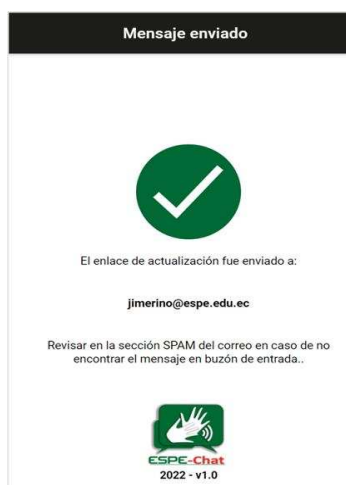 Mensaje enviado
El enlace de actualización fue enviado a:
jimerino@espe.edu.ec
Revisar en la sección SPAM del correo en caso de no
encontrar el mensaje en buzón de entrada..
ESPE-Chat
2022 - v1.0